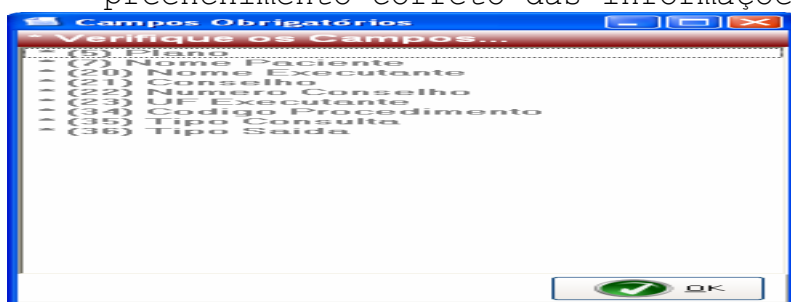 preenchimento correto das informaçõe
Campos Obrigatórios
* Verifique os Campos...
* (5) Plano
* (7) Nome Paciente
* (20) Nome Executante
* (21) Conselho
* (22) Numero Conselho
* (23) UF Executante
* (34) Codigo Procedimento
* (35) Tipo Consulta
* (36) Tipo Saida
OK